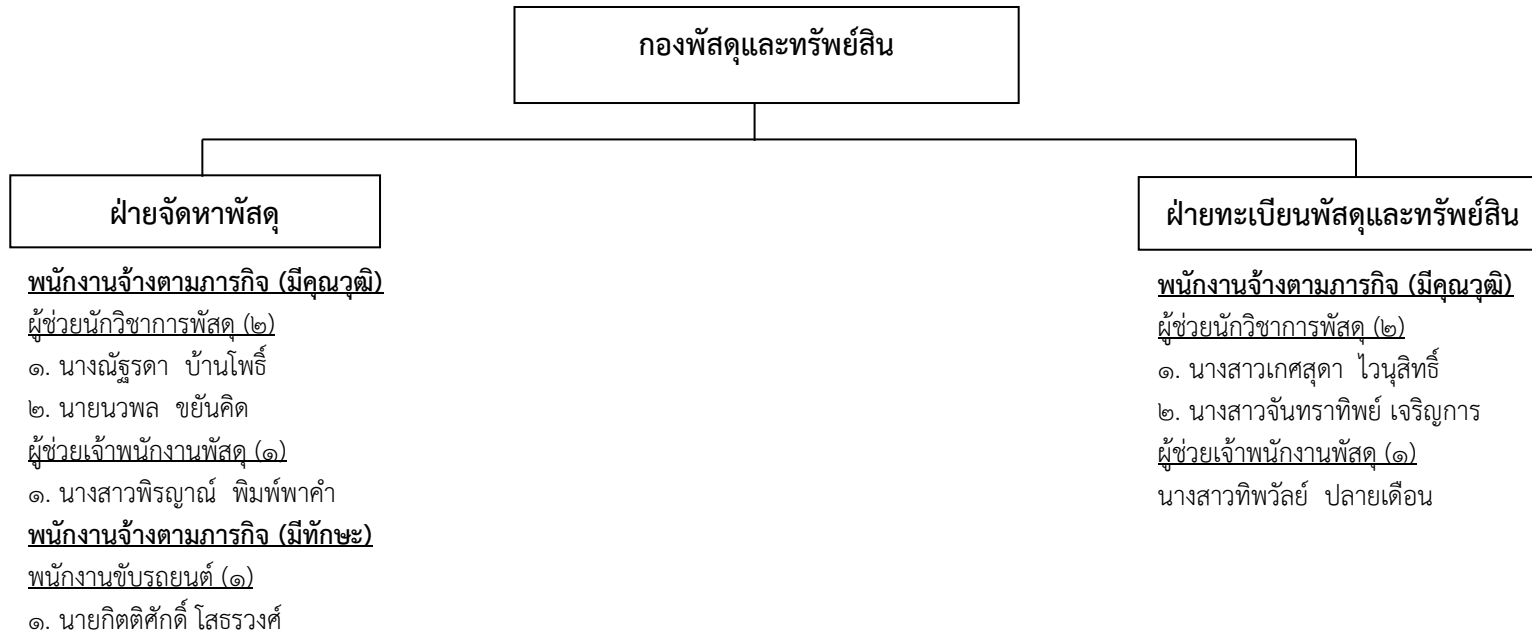 กองพัสดุและทรัพย์สิน
ฝ่ายจัดหาพัสดุ
พนักงานจ้างตามภารกิจ (มีคุณวุฒิ)
ผู้ช่วยนักวิชาการพัสดุ (๒)
๑. นางณัฐรดา บ้านโพธิ์
๒. นายนวพล ขยันคิด
ผู้ช่วยเจ้าพนักงานพัสดุ (๑)
๑. นางสาวพิรญาณ์ พิมพ์พาคำ
พนักงานจ้างตามภารกิจ (มีทักษะ)
พนักงานขับรถยนต์ (๑)
๑. นายกิตติศักดิ์ โสธรวงศ์
ฝ่ายทะเบียนพัสดุและทรัพย์สิน
พนักงานจ้างตามภารกิจ (มีคุณวุฒิ)
ผู้ช่วยนักวิชาการพัสดุ (๒)
๑. นางสาวเกศสุดา ไวนุสิทธิ์
๒. นางสาวจันทราทิพย์ เจริญการ
ผู้ช่วยเจ้าพนักงานพัสดุ (๑)
นางสาวทิพวัลย์ ปลายเดือน